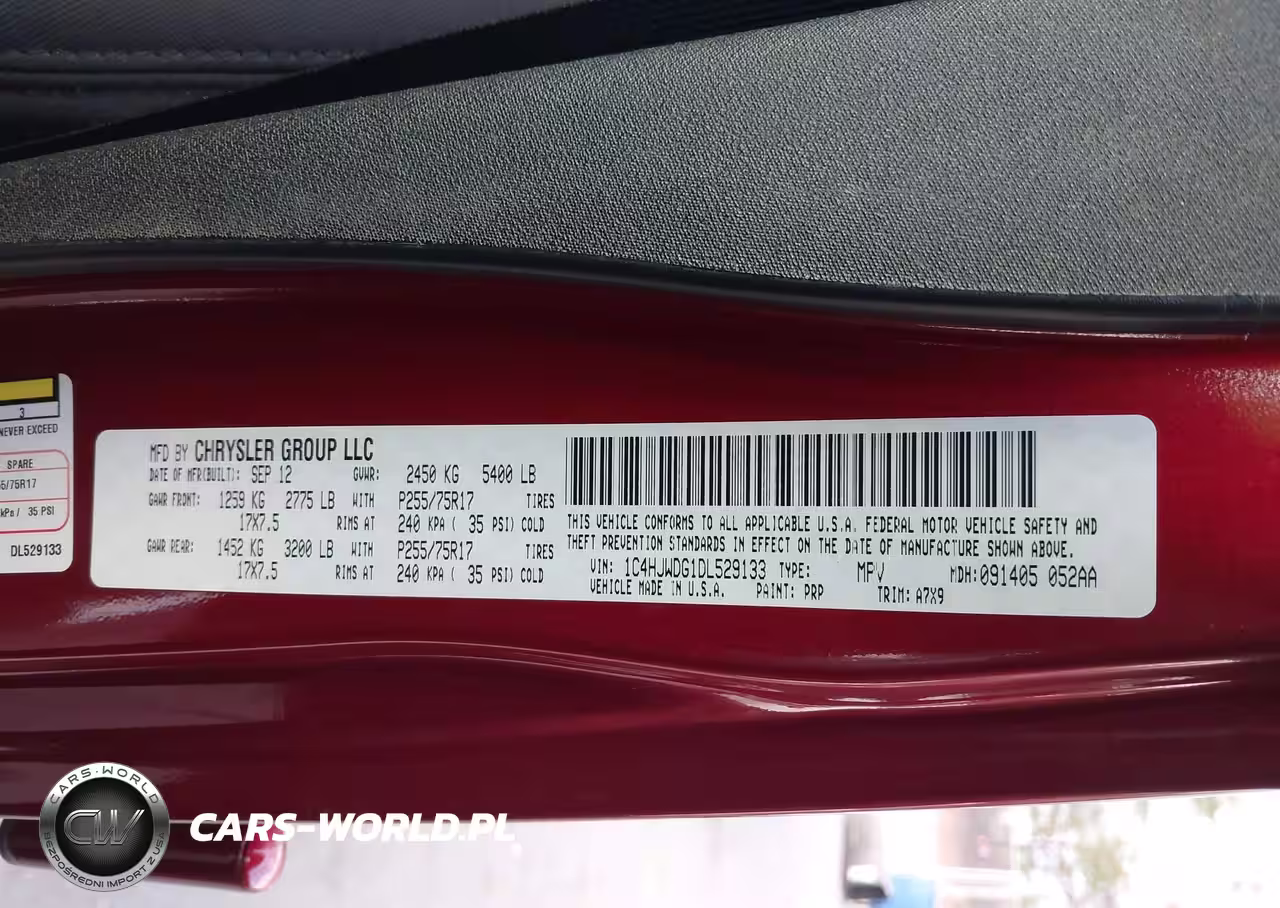 3
NEVER EXCEED
SPARE
55/75R17
kPa / 35 PSI
DL529133
MFD BY CHRYSLER GROUP LLC
DATE OF MFR(BUILT): SEP 12 GVWR: 2450 KG 5400 LB
GAWR FRONT: 1259 KG 2775 LB WITH P255/75R17 TIRES
17X7.5 RIMS AT 240 KPA ( 35 PSI) COLD
GAWR REAR: 1452 KG 3200 LB WITH P255/75R17 TIRES
17X7.5 RIMS AT 240 KPA ( 35 PSI) COLD
THIS VEHICLE CONFORMS TO ALL APPLICABLE U.S.A. FEDERAL MOTOR VEHICLE SAFETY AND
THEFT PREVENTION STANDARDS IN EFFECT ON THE DATE OF MANUFACTURE SHOWN ABOVE.
VIN: 1C4HJWDG1DL529133 TYPE: MPV MDH: 091405 052AA
VEHICLE MADE IN U.S.A. PAINT: PRP TRIM: A7X9
CARS-WORLD
CW
BEZPOŚREDNI IMPORT Z USA
CARS-WORLD.PL